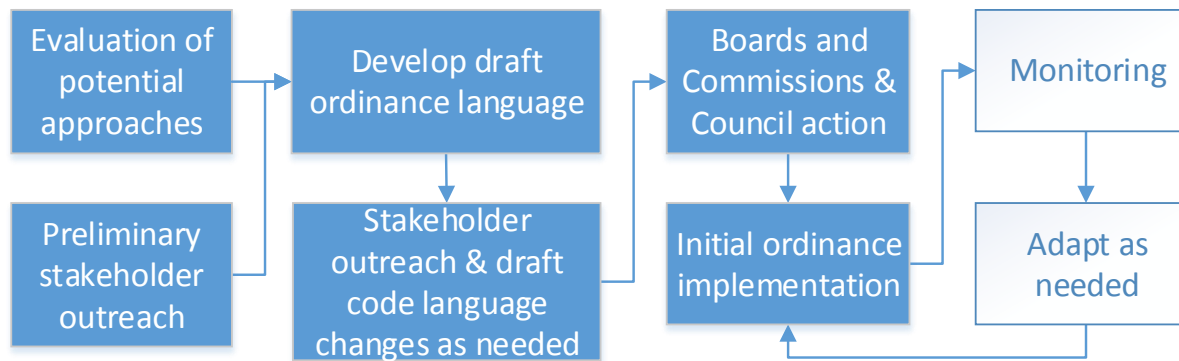 Evaluation of
potential
approaches
Preliminary
stakeholder
outreach
Develop draft
ordinance language
Stakeholder
outreach & draft
code language
changes as needed
Boards and
Commissions &
Council action
Initial ordinance
implementation
Monitoring
Adapt as
needed